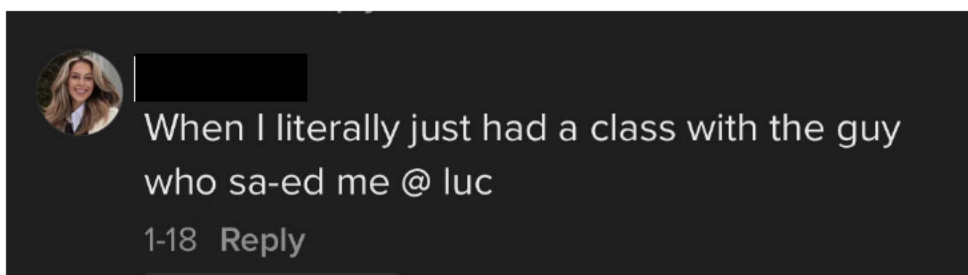 When I literally just had a class with the guy
who sa-ed me @ luc
1-18 Reply